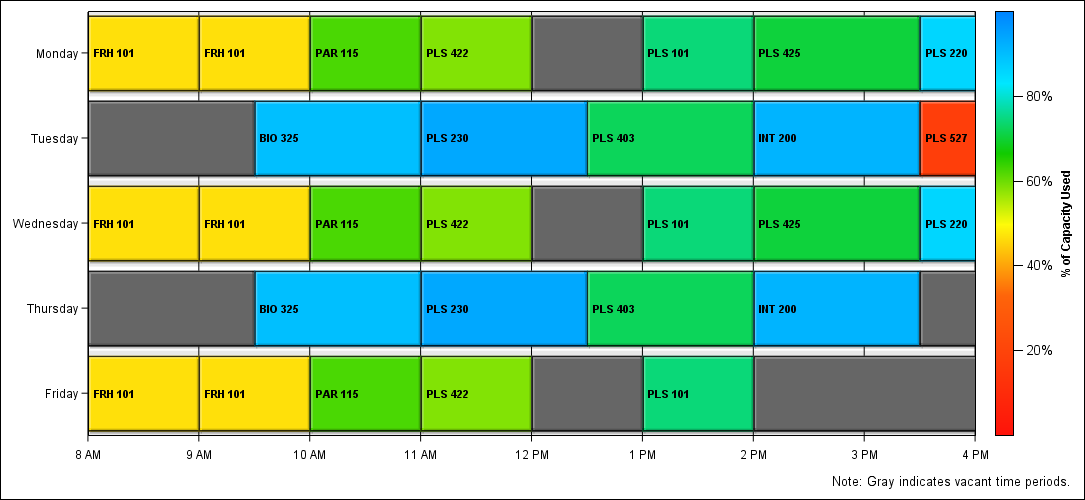 Monday
FRH 101 FRH 101 PAR 115 PLS 422 PLS 101 PLS 425 PLS 220
Tuesday
BIO 325 PLS 230 PLS 403 INT 200 PLS 527
Wednesday
FRH 101 FRH 101 PAR 115 PLS 422 PLS 101 PLS 425 PLS 220
Thursday
BIO 325 PLS 230 PLS 403 INT 200
Friday
FRH 101 FRH 101 PAR 115 PLS 422 PLS 101
8 AM 9 AM 10 AM 11 AM 12 PM 1 PM 2 PM 3 PM 4 PM
80%
60%
40%
20%
% of Capacity Used
Note: Gray indicates vacant time periods.